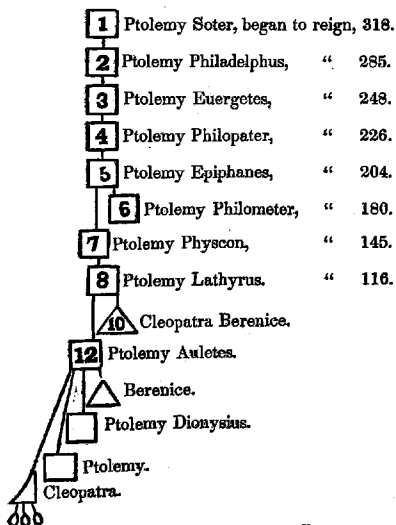 1 Ptolemy Soter, began to reign, 318.
2 Ptolemy Philadelphus, “ 285.
3 Ptolemy Euergetes, “ 248.
4 Ptolemy Philopater, “ 226.
5 Ptolemy Epiphanes, “ 204.
6 Ptolemy Philometer, “ 180.
7 Ptolemy Physcon, “ 145.
8 Ptolemy Lathyrus. “ 116.
10 Cleopatra Berenice.
12 Ptolemy Auletes.
Berenice.
Ptolemy Dionysius.
Ptolemy.
Cleopatra.